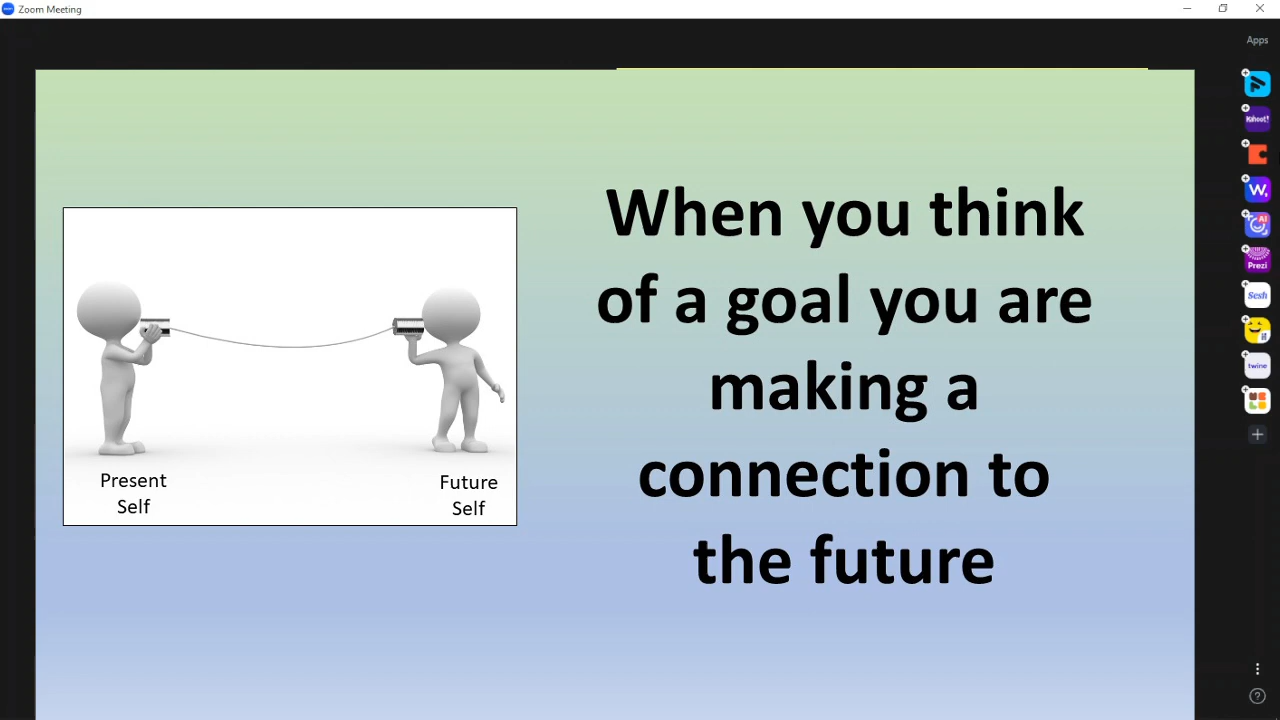 Zoom Meeting
Apps
When you think
of a goal you are
making a
connection to
the future
Present
Self
Future
Self
Kahoot!
W,
AI
Prezi
Sesh
twine